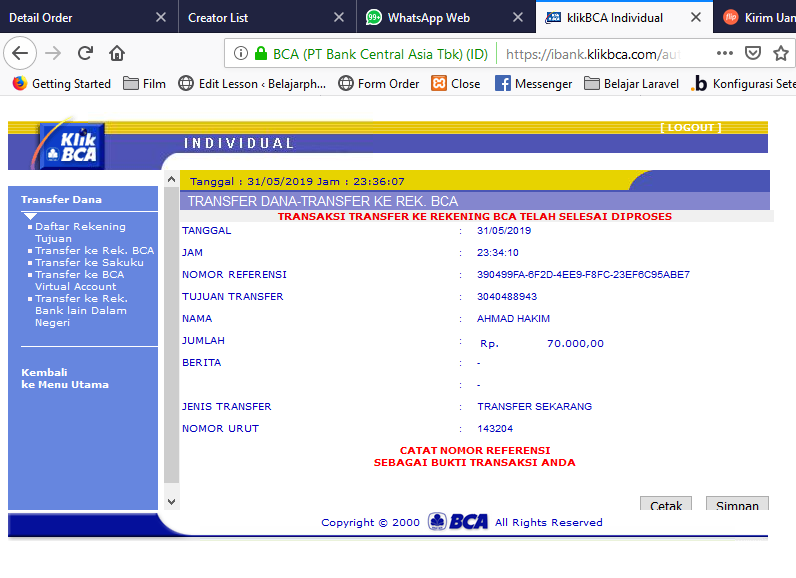 Detail Order
Creator List
99+ WhatsApp Web
klikBCA Individual
flip Kirim Uan
BCA (PT Bank Central Asia Tbk) (ID) https://ibank.klikbca.com/aut
Getting Started Film Edit Lesson ‹ Belajarph... Form Order Close Messenger Belajar Laravel .b Konfigurasi Sete
Klik BCA
INDIVIDUAL
[ LOGOUT ]
Tanggal : 31/05/2019 Jam : 23:36:07
Transfer Dana
Daftar Rekening
Tujuan
Transfer ke Rek. BCA
Transfer ke Sakuku
Transfer ke BCA
Virtual Account
Transfer ke Rek.
Bank lain Dalam
Negeri
Kembali
ke Menu Utama
TRANSFER DANA-TRANSFER KE REK. BCA
TRANSAKSI TRANSFER KE REKENING BCA TELAH SELESAI DIPROSES
TANGGAL : 31/05/2019
JAM : 23:34:10
NOMOR REFERENSI : 390499FA-6F2D-4EE9-F8FC-23EF6C95ABE7
TUJUAN TRANSFER : 3040488943
NAMA : AHMAD HAKIM
JUMLAH : Rp. 70.000,00
BERITA : -
: -
JENIS TRANSFER : TRANSFER SEKARANG
NOMOR URUT : 143204
CATAT NOMOR REFERENSI
SEBAGAI BUKTI TRANSAKSI ANDA
Cetak Simpan
Copyright © 2000 BCA All Rights Reserved